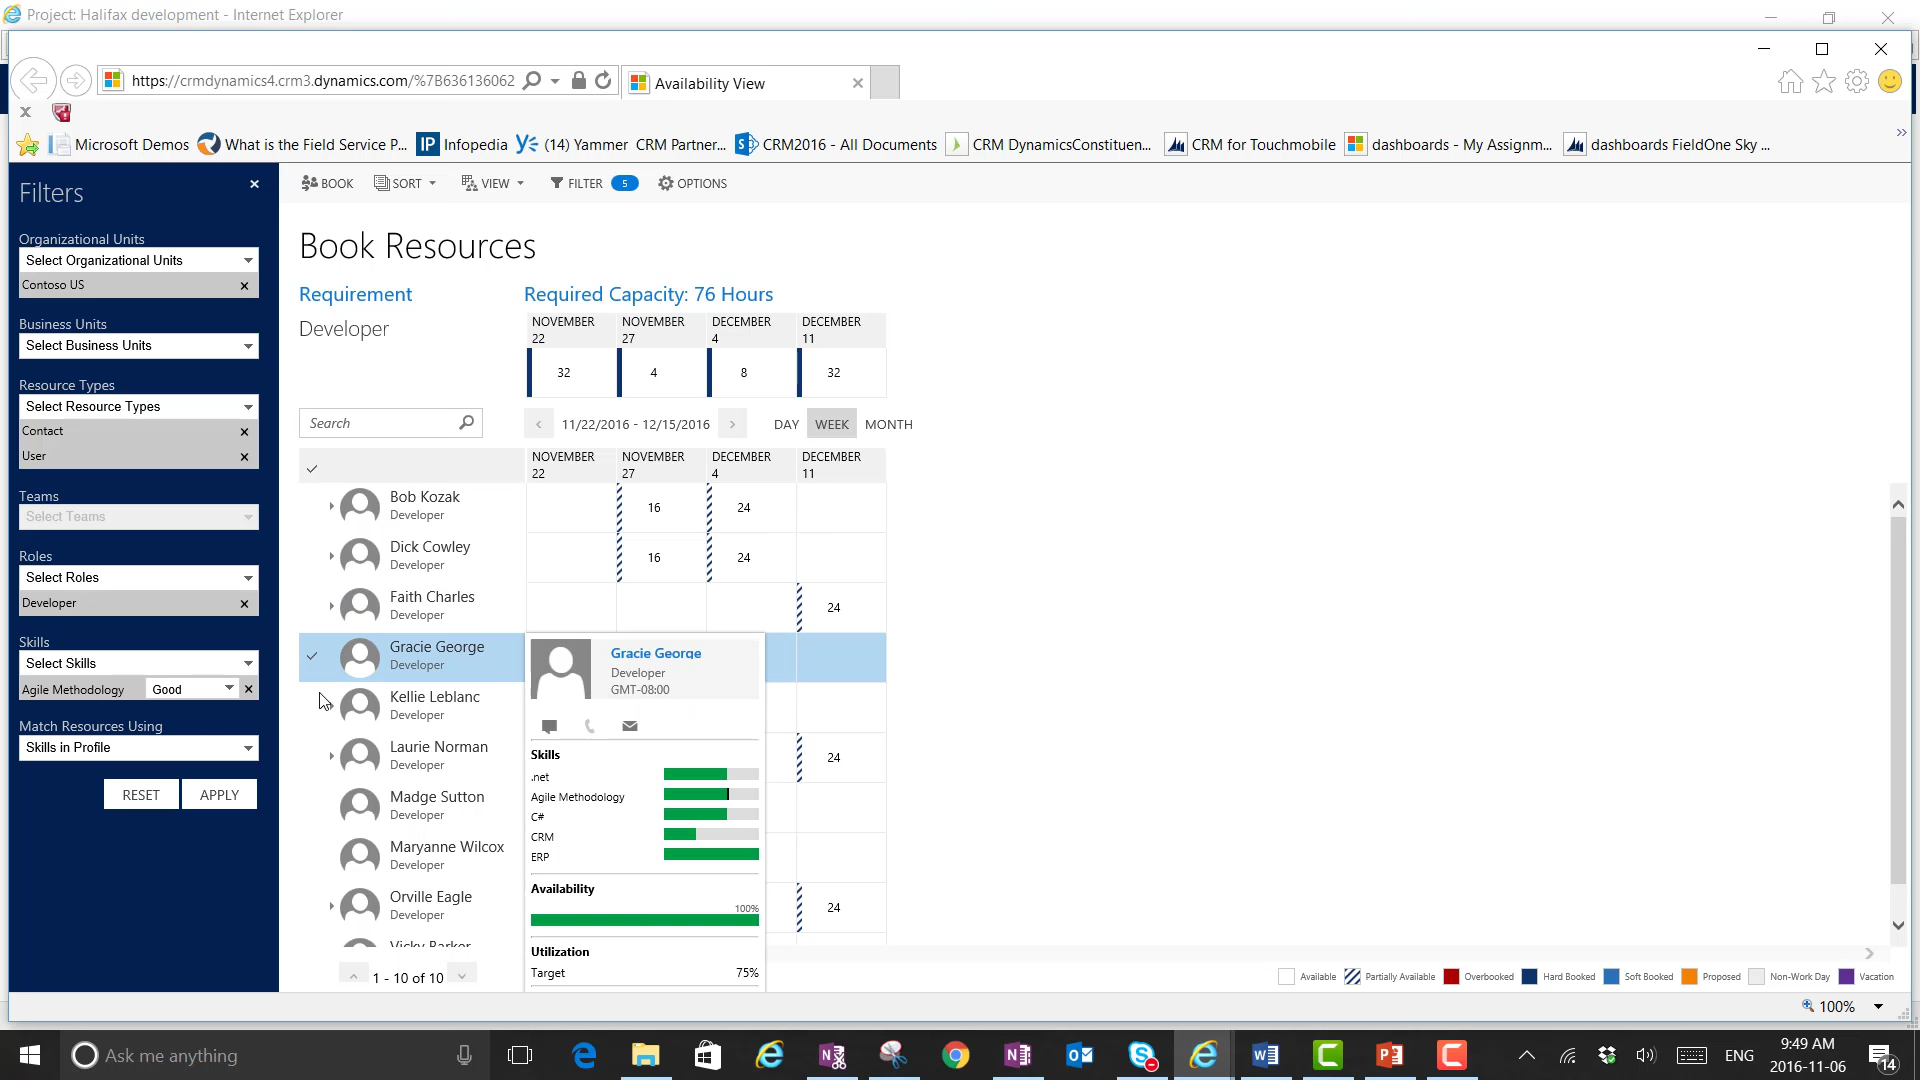 Project: Halifax development - Internet Explorer
https://crmdynamics4.crm3.dynamics.com/%7B636136062
Availability View
Microsoft Demos
What is the Field Service P...
IP Infopedia
(14) Yammer
CRM Partner...
CRM2016 - All Documents
CRM DynamicsConstituen...
CRM for Touchmobile
dashboards - My Assignm...
dashboards FieldOne Sky ...
Filters
Organizational Units
Select Organizational Units
Contoso US
Business Units
Select Business Units
Resource Types
Select Resource Types
Contact
User
Teams
Select Teams
Roles
Select Roles
Developer
Skills
Select Skills
Agile Methodology Good
Match Resources Using
Skills in Profile
RESET APPLY
BOOK SORT VIEW FILTER 5 OPTIONS
Book Resources
Requirement
Developer
Required Capacity: 76 Hours
NOVEMBER 22 NOVEMBER 27 DECEMBER 4 DECEMBER 11
32 4 8 32
Search
11/22/2016 - 12/15/2016
DAY WEEK MONTH
NOVEMBER 22 NOVEMBER 27 DECEMBER 4 DECEMBER 11
Bob Kozak
Developer
16 24
Dick Cowley
Developer
16 24
Faith Charles
Developer
24
Gracie George
Developer
Kellie Leblanc
Developer
Laurie Norman
Developer
24
Madge Sutton
Developer
Maryanne Wilcox
Developer
Orville Eagle
Developer
24
Vicky Parker
1 - 10 of 10
Gracie George
Developer
GMT-08:00
Skills
.net
Agile Methodology
C#
CRM
ERP
Availability
100%
Utilization
Target 75%
Available Partially Available Overbooked Hard Booked Soft Booked Proposed Non-Work Day Vacation
100%
Ask me anything
ENG
9:49 AM
2016-11-06
14